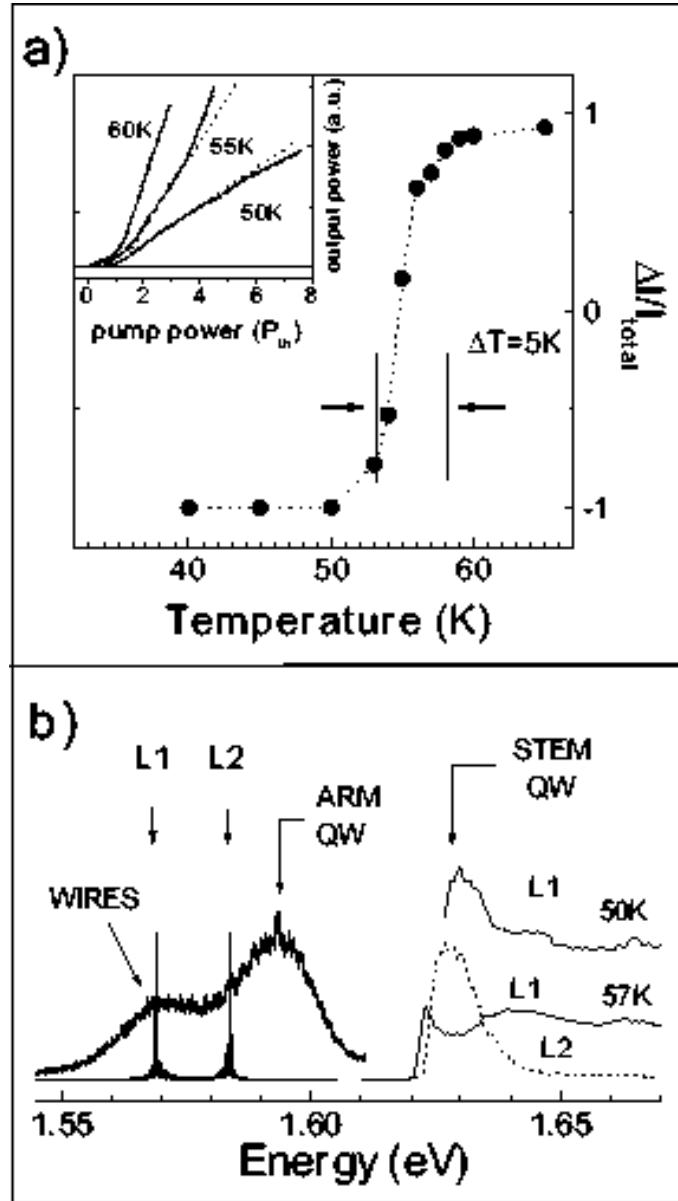 a)
60K
55K
50K
output power (a.u.)
0 2 4 6 8
pump power (P_th)
1
0
-1
ΔI/I_total
ΔT=5K
40 50 60
Temperature (K)
b)
L1 L2
STEM
QW
ARM
QW
WIRES
L1
50K
L1
57K
L2
1.55 1.60 1.65
Energy (eV)